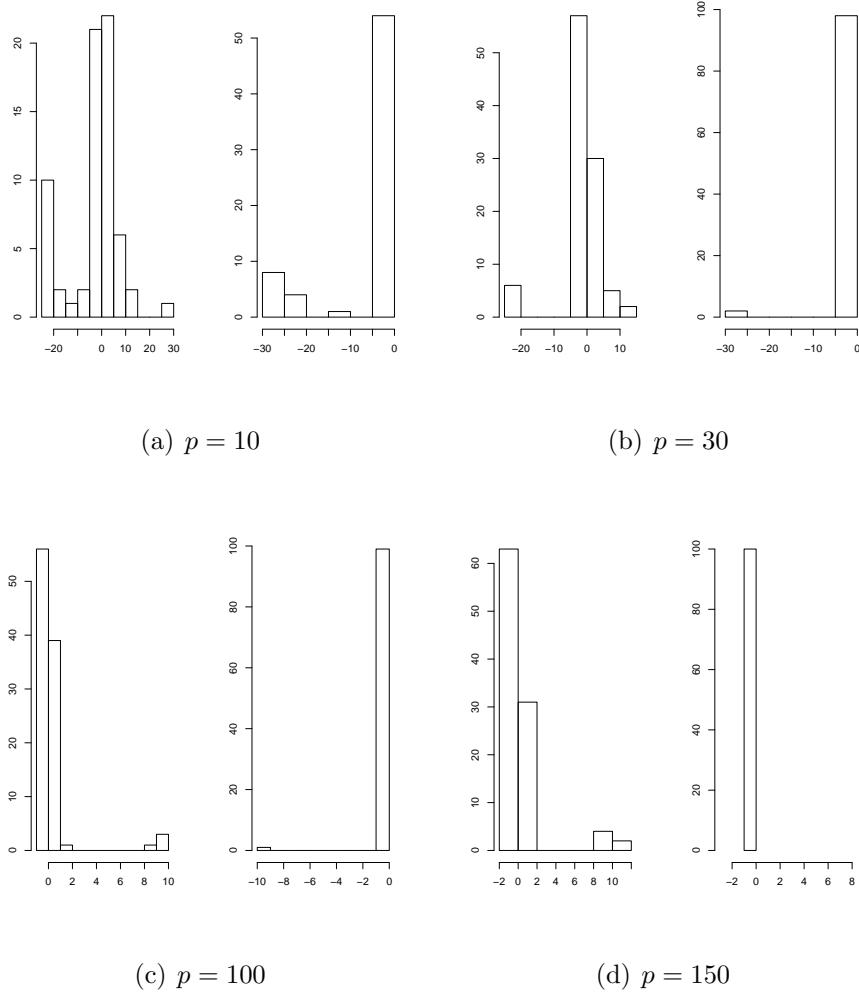 0 5 10 15 20
−20 0 10 20 30
0 10 20 30 40 50
−30 −20 −10 0
0 10 20 30 40 50
−20 −10 0 10
0 20 40 60 80 100
−30 −20 −10 0
(a) p = 10
(b) p = 30
0 10 20 30 40 50
0 2 4 6 8 10
0 20 40 60 80 100
−10 −8 −6 −4 −2 0
0 10 20 30 40 50 60
−2 0 2 4 6 8 10
0 20 40 60 80 100
−2 0 2 4 6 8
(c) p = 100
(d) p = 150